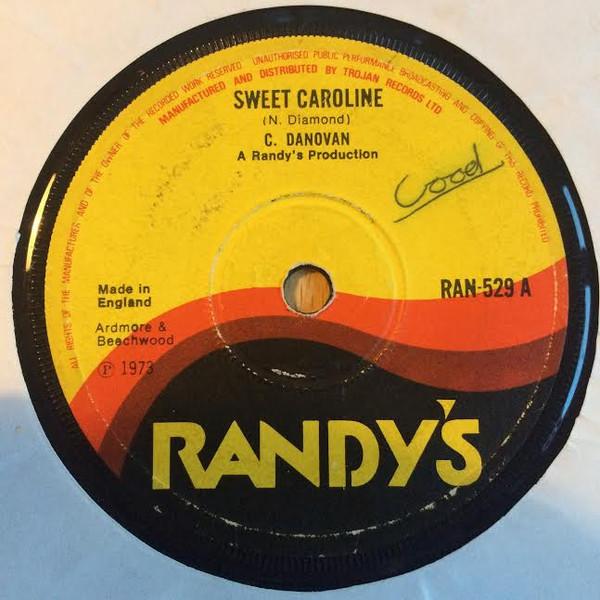 ALL RIGHTS OF THE MANUFACTURER AND OF THE OWNER OF THE RECORDED WORK RESERVED UNAUTHORISED PUBLIC PERFORMANCE BROADCASTING AND COPYING OF THIS RECORD PROHIBITED
MANUFACTURED AND DISTRIBUTED BY TROJAN RECORDS LTD
SWEET CAROLINE
(N. Diamond)
C. DANOVAN
A Randy's Production
Good
Made in
England
RAN-529 A
Ardmore &
Beechwood
Ⓟ 1973
RANDY'S